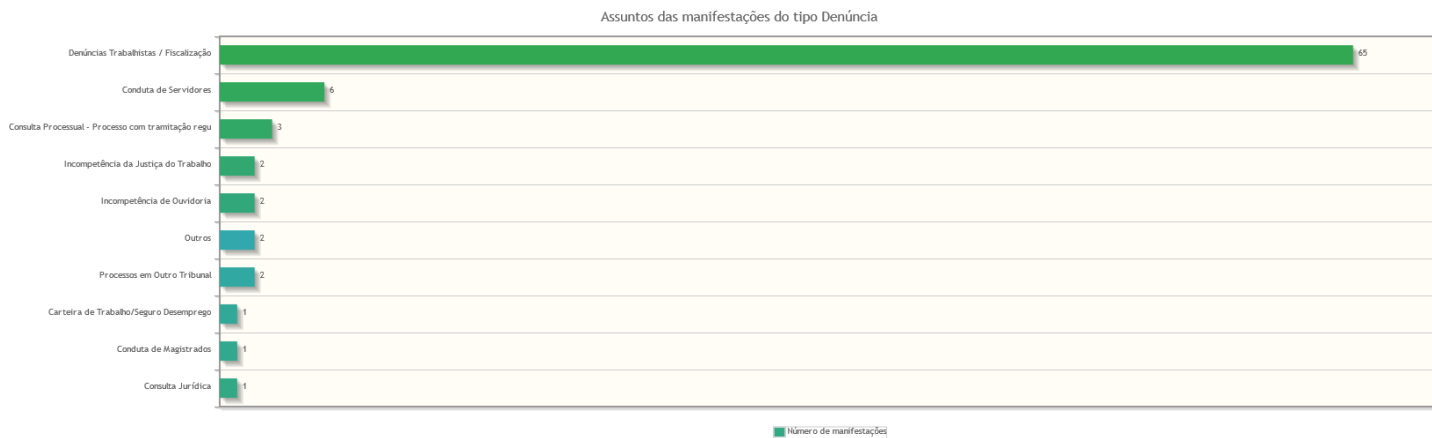 Assuntos das manifestações do tipo Denúncia
Denúncias Trabalhistas / Fiscalização
65
Conduta de Servidores
6
Consulta Processual - Processo com tramitação regu
3
Incompetência da Justiça do Trabalho
2
Incompetência de Ouvidoria
2
Outros
2
Processos em Outro Tribunal
2
Carteira de Trabalho/Seguro Desemprego
1
Conduta de Magistrados
1
Consulta Jurídica
1
Número de manifestações